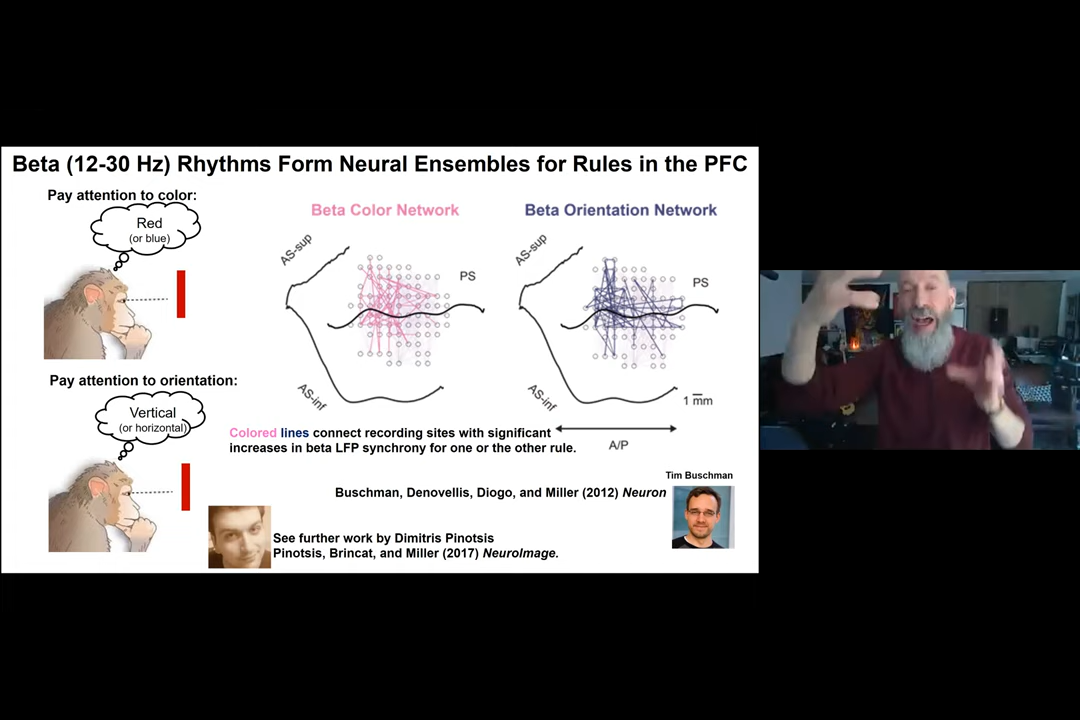 Beta (12-30 Hz) Rhythms Form Neural Ensembles for Rules in the PFC
Pay attention to color:
Red
(or blue)
Beta Color Network
AS-sup
PS
AS-inf
Beta Orientation Network
AS-sup
PS
AS-inf
1 mm
A/P
Pay attention to orientation:
Vertical
(or horizontal)
Colored lines connect recording sites with significant
increases in beta LFP synchrony for one or the other rule.
Tim Buschman
Buschman, Denovellis, Diogo, and Miller (2012) Neuron
See further work by Dimitris Pinotsis
Pinotsis, Brincat, and Miller (2017) NeuroImage.